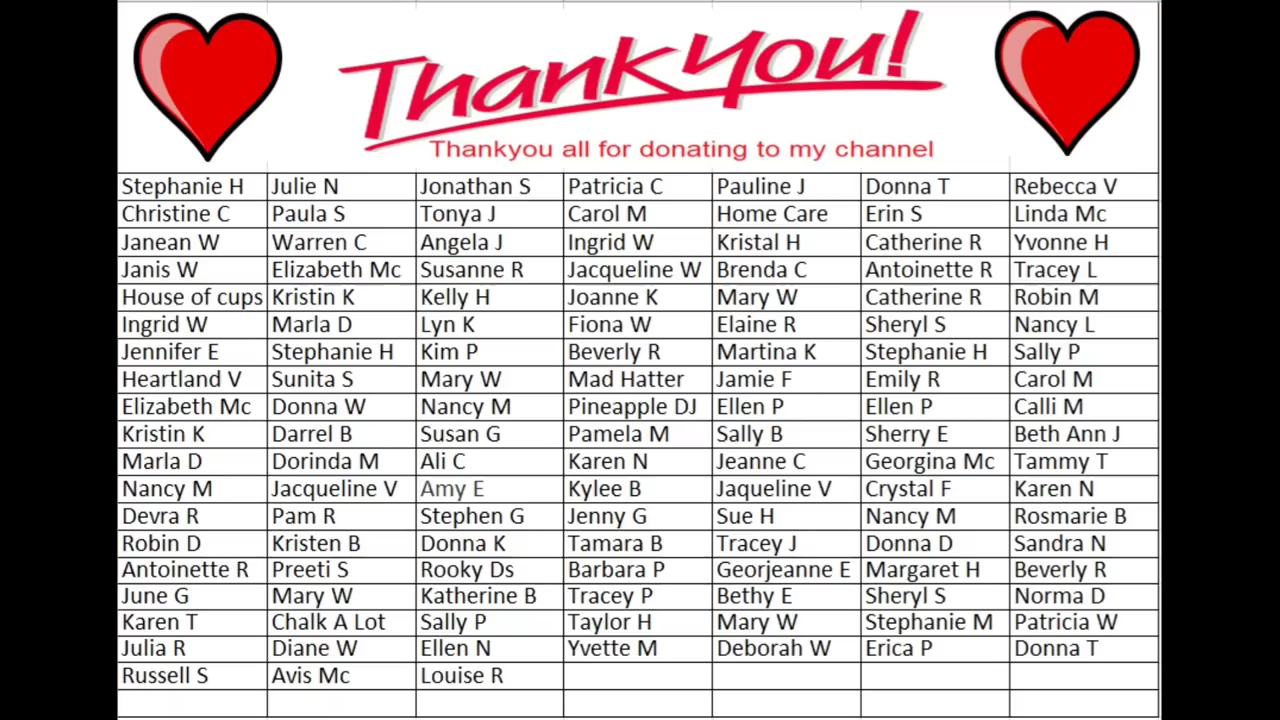 Thank you!
Thankyou all for donating to my channel
Stephanie H Julie N Jonathan S Patricia C Pauline J Donna T Rebecca V
Christine C Paula S Tonya J Carol M Home Care Erin S Linda Mc
Janean W Warren C Angela J Ingrid W Kristal H Catherine R Yvonne H
Janis W Elizabeth Mc Susanne R Jacqueline W Brenda C Antoinette R Tracey L
House of cups Kristin K Kelly H Joanne K Mary W Catherine R Robin M
Ingrid W Marla D Lyn K Fiona W Elaine R Sheryl S Nancy L
Jennifer E Stephanie H Kim P Beverly R Martina K Stephanie H Sally P
Heartland V Sunita S Mary W Mad Hatter Jamie F Emily R Carol M
Elizabeth Mc Donna W Nancy M Pineapple DJ Ellen P Ellen P Calli M
Kristin K Darrel B Susan G Pamela M Sally B Sherry E Beth Ann J
Marla D Dorinda M Ali C Karen N Jeanne C Georgina Mc Tammy T
Nancy M Jacqueline V Amy E Kylee B Jaqueline V Crystal F Karen N
Devra R Pam R Stephen G Jenny G Sue H Nancy M Rosmarie B
Robin D Kristen B Donna K Tamara B Tracey J Donna D Sandra N
Antoinette R Preeti S Rooky Ds Barbara P Georjeanne E Margaret H Beverly R
June G Mary W Katherine B Tracey P Bethy E Sheryl S Norma D
Karen T Chalk A Lot Sally P Taylor H Mary W Stephanie M Patricia W
Julia R Diane W Ellen N Yvette M Deborah W Erica P Donna T
Russell S Avis Mc Louise R